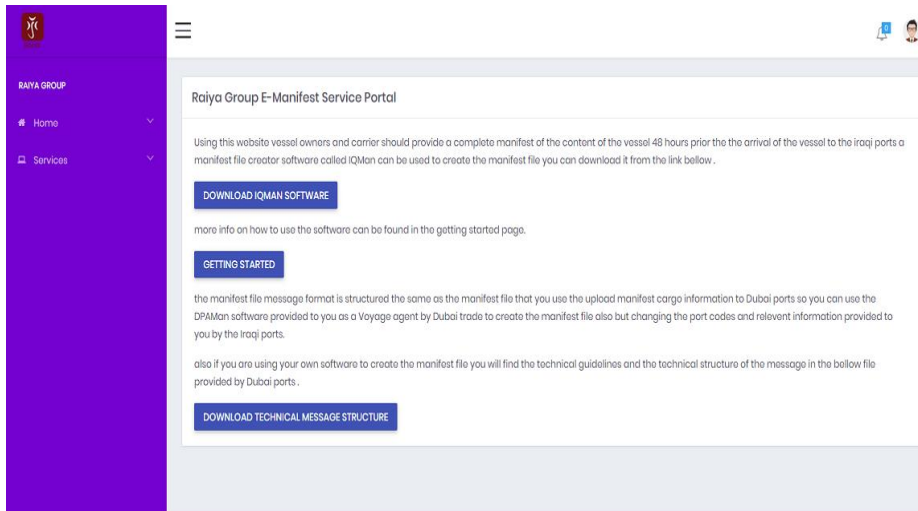 RAIYA GROUP
Home
Services
0
Raiya Group E-Manifest Service Portal
Using this website vessel owners and carrier should provide a complete manifest of the content of the vessel 48 hours prior the the arrival of the vessel to the iraqi ports a
manifest file creator software called IQMan can be used to create the manifest file you can download it from the link bellow .
DOWNLOAD IQMAN SOFTWARE
more info on how to use the software can be found in the getting started page.
GETTING STARTED
the manifest file message format is structured the same as the manifest file that you use the upload manifest cargo information to Dubai ports so you can use the
DPAMan software provided to you as a Voyage agent by Dubai trade to create the manifest file also but changing the port codes and relevent information provided to
you by the Iraqi ports.
also if you are using your own software to create the manifest file you will find the technical guidelines and the technical structure of the message in the bellow file
provided by Dubai ports .
DOWNLOAD TECHNICAL MESSAGE STRUCTURE